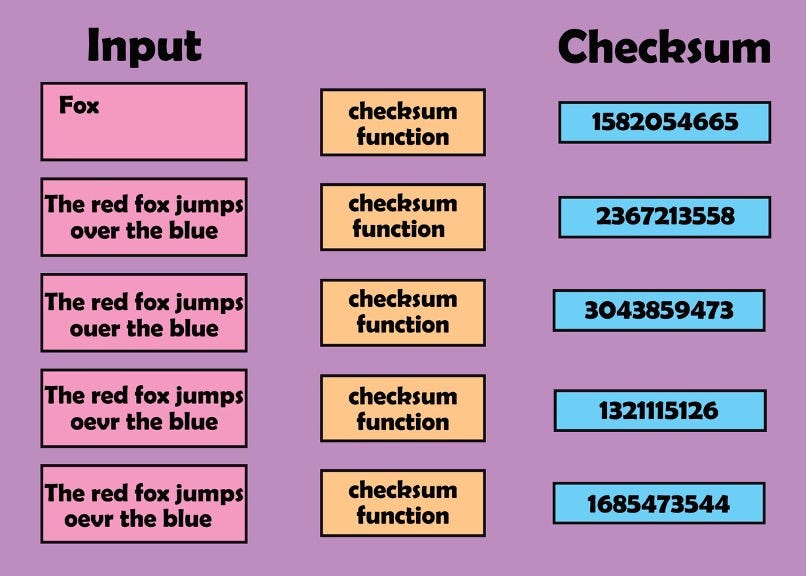 Input
Checksum
Fox
checksum
function
1582054665
The red fox jumps
over the blue
checksum
function
2367213558
The red fox jumps
ouer the blue
checksum
function
3043859473
The red fox jumps
oevr the blue
checksum
function
1321115126
The red fox jumps
oevr the blue
checksum
function
1685473544